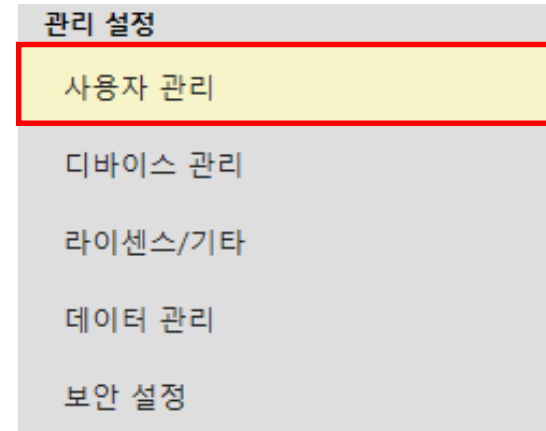 관리 설정
사용자 관리
디바이스 관리
라이센스/기타
데이터 관리
보안 설정